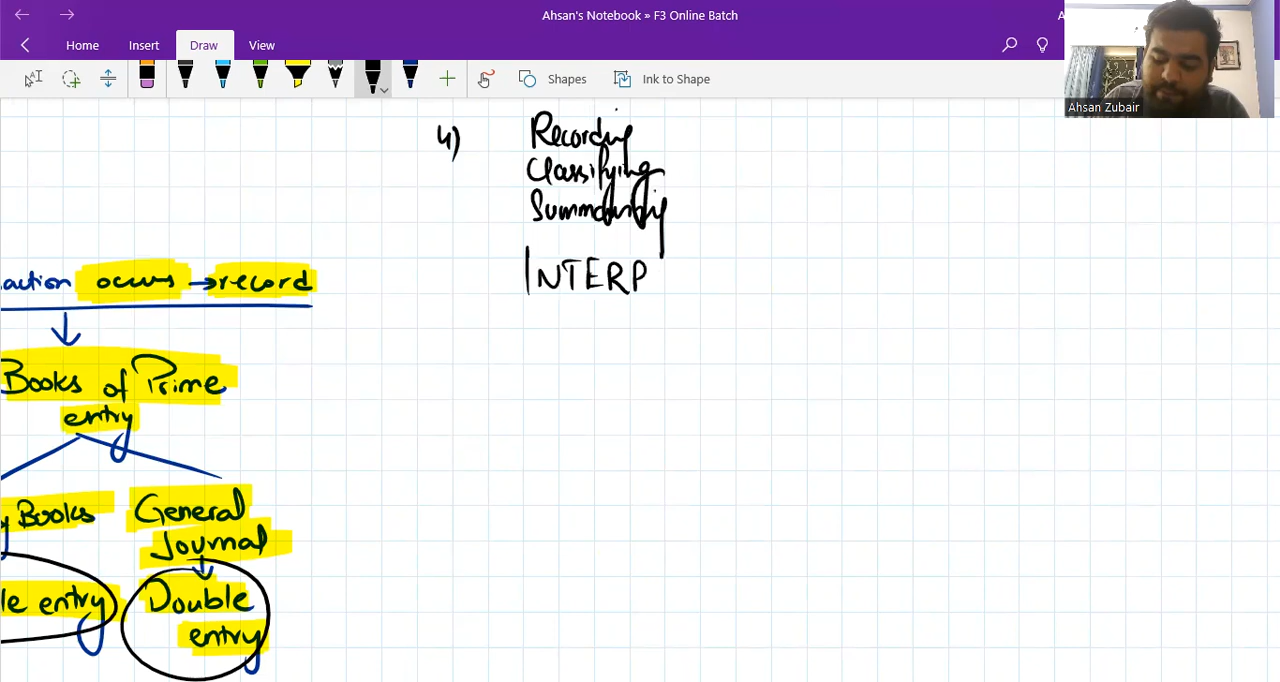 Ahsan's Notebook » F3 Online Batch
Home Insert Draw View
Shapes Ink to Shape
Ahsan Zubair
4) Recording
Classifying
Summarizing
INTERP
action occurs → record
Books of Prime
entry
y Books General
Journal
le entry Double
entry